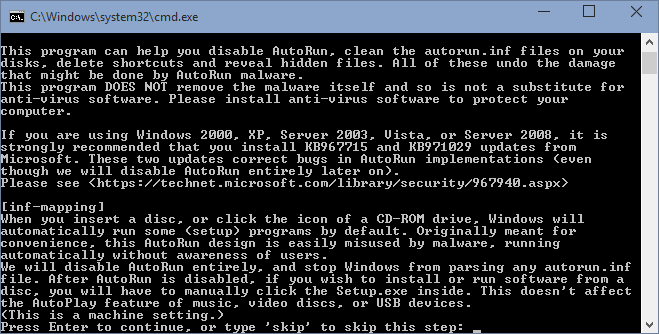 C:\Windows\system32\cmd.exe
This program can help you disable AutoRun, clean the autorun.inf files on your
disks, delete shortcuts and reveal hidden files. All of these undo the damage
that might be done by AutoRun malware.
This program DOES NOT remove the malware itself and so is not a substitute for
anti-virus software. Please install anti-virus software to protect your
computer.
If you are using Windows 2000, XP, Server 2003, Vista, or Server 2008, it is
strongly recommended that you install KB967715 and KB971029 updates from
Microsoft. These two updates correct bugs in AutoRun implementations (even
though we will disable AutoRun entirely later on).
Please see <https://technet.microsoft.com/library/security/967940.aspx>
[inf-mapping]
When you insert a disc, or click the icon of a CD-ROM drive, Windows will
automatically run some (setup) programs by default. Originally meant for
convenience, this AutoRun design is easily misused by malware, running
automatically without awareness of users.
We will disable AutoRun entirely, and stop Windows from parsing any autorun.inf
file. After AutoRun is disabled, if you wish to install or run software from a
disc, you will have to manually click the Setup.exe inside. This doesn't affect
the AutoPlay feature of music, video discs, or USB devices.
(This is a machine setting.)
Press Enter to continue, or type 'skip' to skip this step: